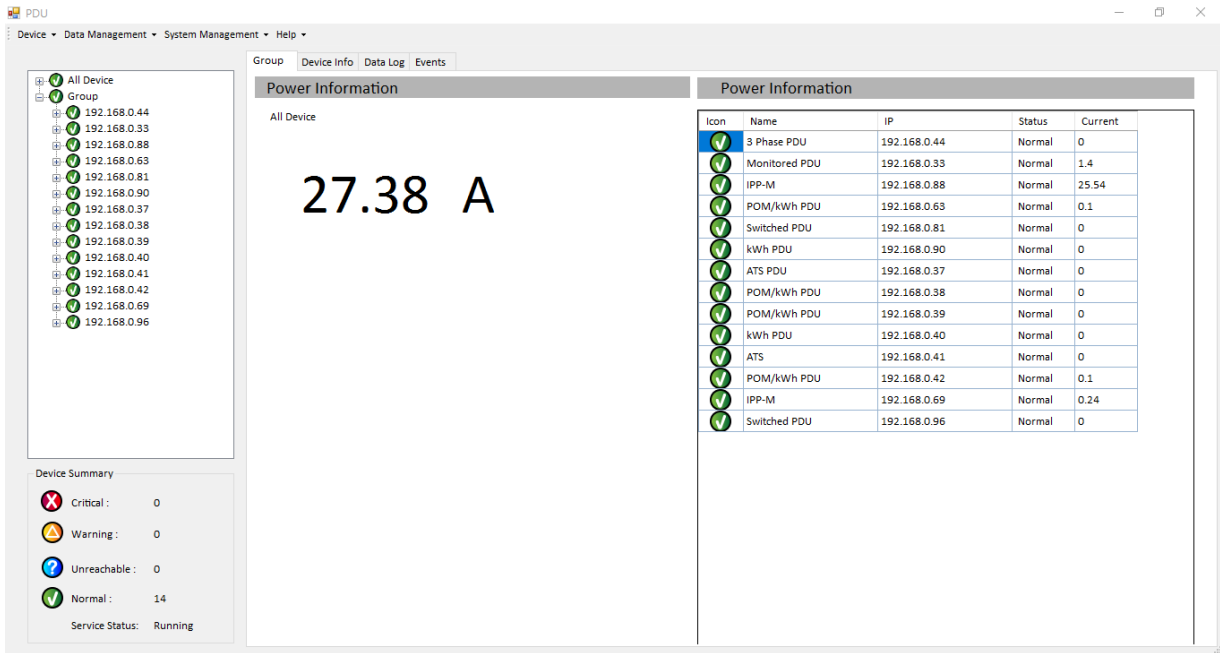 PDU
Device Data Management System Management Help
All Device
Group
192.168.0.44
192.168.0.33
192.168.0.88
192.168.0.63
192.168.0.81
192.168.0.90
192.168.0.37
192.168.0.38
192.168.0.39
192.168.0.40
192.168.0.41
192.168.0.42
192.168.0.69
192.168.0.96
Device Summary
Critical : 0
Warning : 0
Unreachable : 0
Normal : 14
Service Status: Running
Group Device Info Data Log Events
Power Information
All Device
27.38 A
Power Information
Icon Name IP Status Current
3 Phase PDU 192.168.0.44 Normal 0
Monitored PDU 192.168.0.33 Normal 1.4
IPP-M 192.168.0.88 Normal 25.54
POM/kWh PDU 192.168.0.63 Normal 0.1
Switched PDU 192.168.0.81 Normal 0
kWh PDU 192.168.0.90 Normal 0
ATS PDU 192.168.0.37 Normal 0
POM/kWh PDU 192.168.0.38 Normal 0
POM/kWh PDU 192.168.0.39 Normal 0
kWh PDU 192.168.0.40 Normal 0
ATS 192.168.0.41 Normal 0
POM/kWh PDU 192.168.0.42 Normal 0.1
IPP-M 192.168.0.69 Normal 0.24
Switched PDU 192.168.0.96 Normal 0